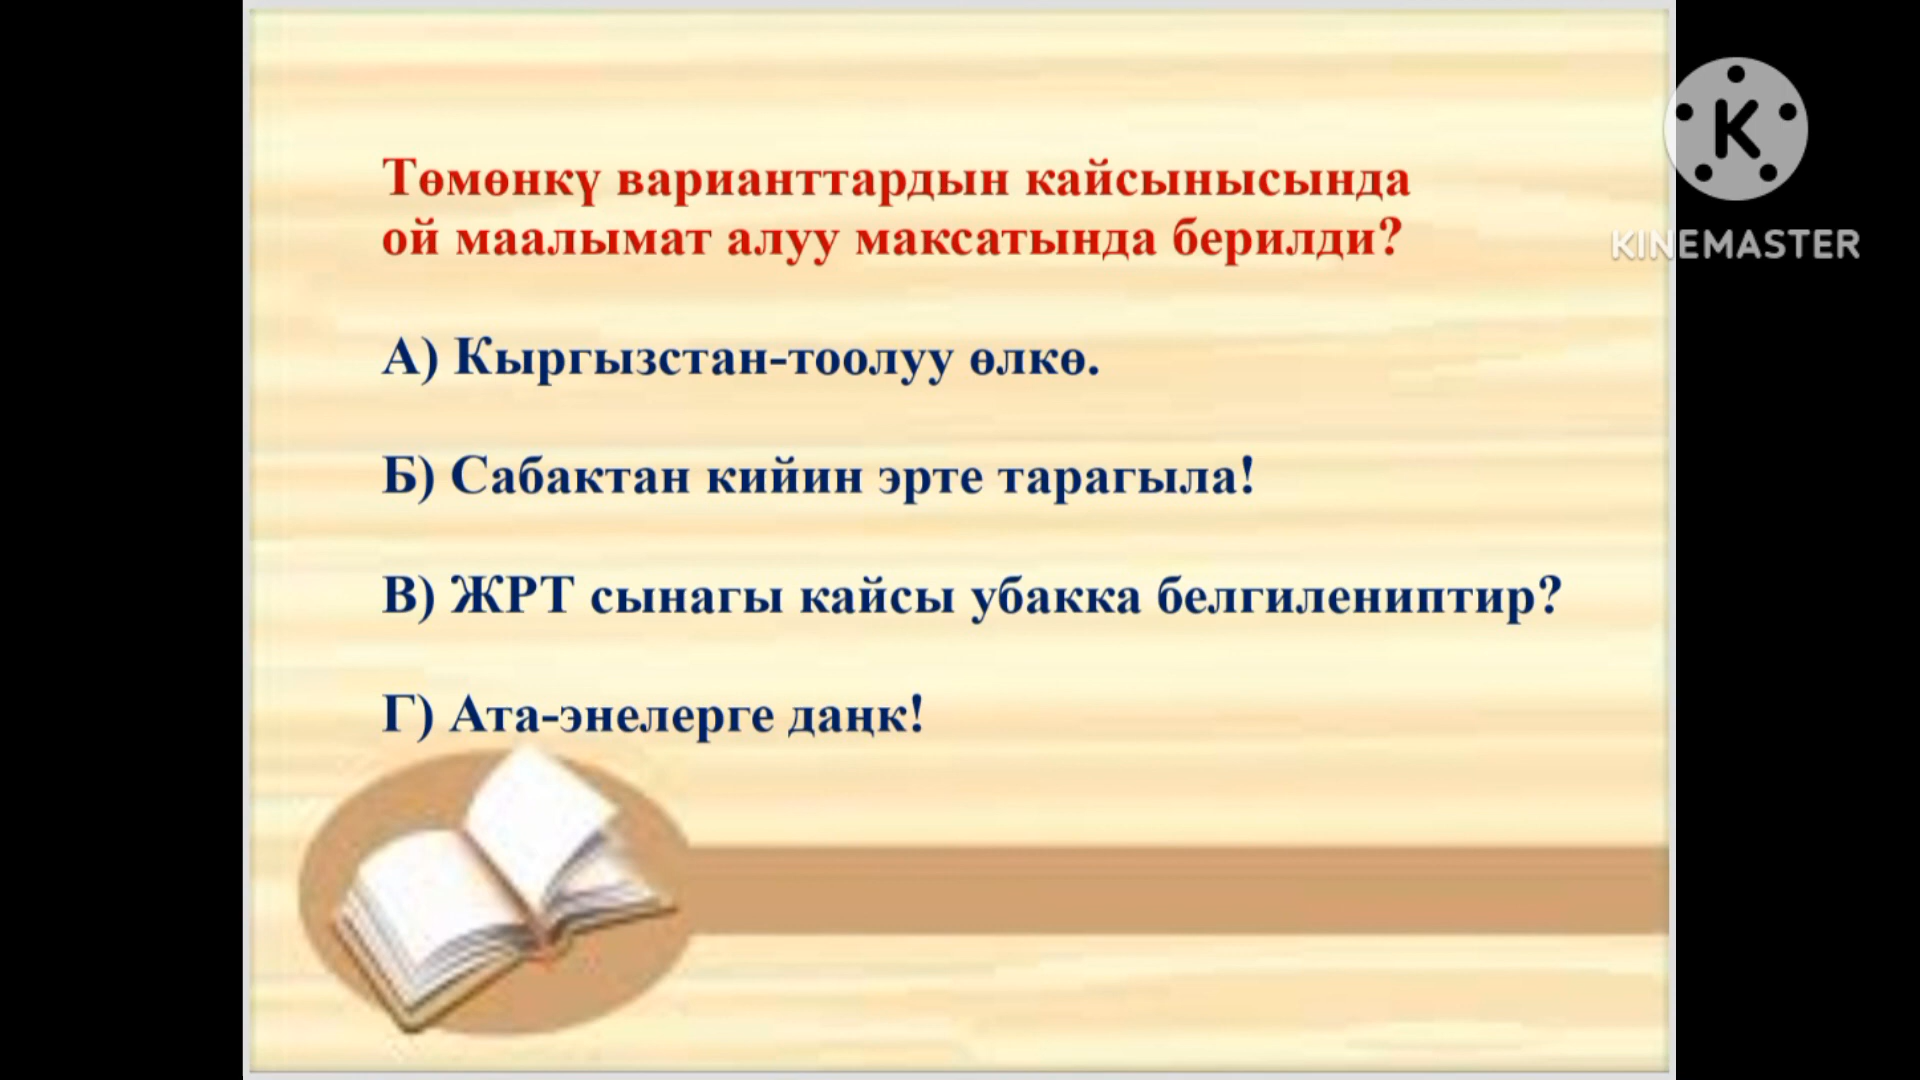 Төмөнкү варианттардын кайсынысында
ой маалымат алуу максатында берилди?
А) Кыргызстан-тоолуу өлкө.
Б) Сабактан кийин эрте тарагыла!
В) ЖРТ сынагы кайсы убакка белгилениптир?
Г) Ата-энелерге даңк!
K
KINEMASTER